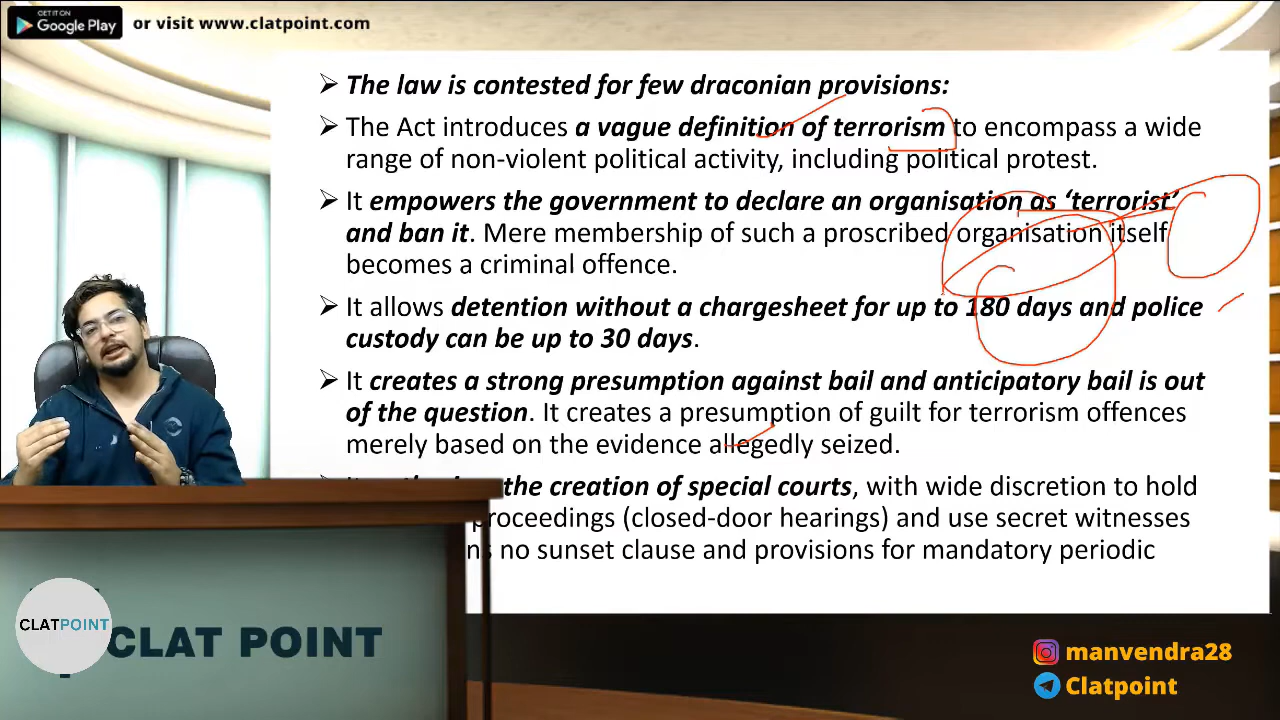 GET IT ON
Google Play
or visit www.clatpoint.com
The law is contested for few draconian provisions:
The Act introduces a vague definition of terrorism to encompass a wide
range of non-violent political activity, including political protest.
It empowers the government to declare an organisation as ‘terrorist’
and ban it. Mere membership of such a proscribed organisation itself
becomes a criminal offence.
It allows detention without a chargesheet for up to 180 days and police
custody can be up to 30 days.
It creates a strong presumption against bail and anticipatory bail is out
of the question. It creates a presumption of guilt for terrorism offences
merely based on the evidence allegedly seized.
the creation of special courts, with wide discretion to hold
proceedings (closed-door hearings) and use secret witnesses
no sunset clause and provisions for mandatory periodic
CLATPOINT
CLAT POINT
manvendra28
Clatpoint